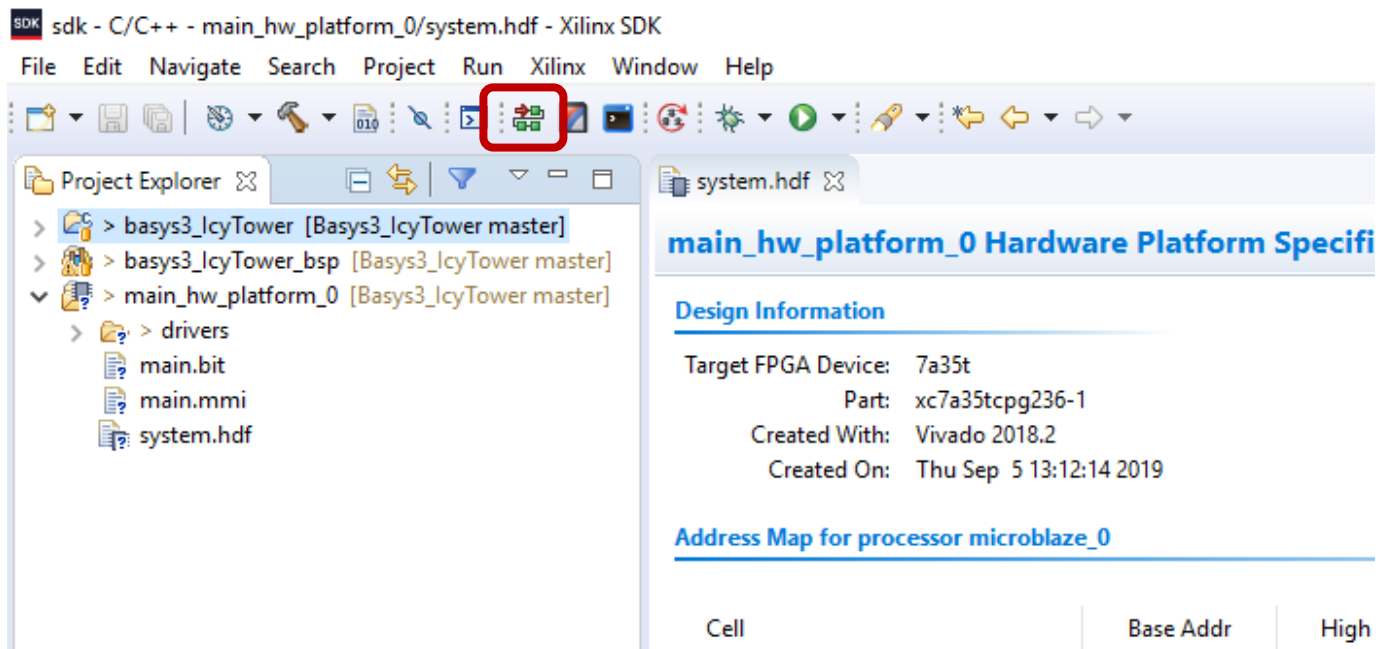 SDK sdk - C/C++ - main_hw_platform_0/system.hdf - Xilinx SDK
File Edit Navigate Search Project Run Xilinx Window Help
010
Project Explorer
> basys3_IcyTower [Basys3_IcyTower master]
> basys3_IcyTower_bsp [Basys3_IcyTower master]
> main_hw_platform_0 [Basys3_IcyTower master]
> drivers
main.bit
main.mmi
system.hdf
system.hdf
main_hw_platform_0 Hardware Platform Specifi
Design Information
Target FPGA Device: 7a35t
Part: xc7a35tcpg236-1
Created With: Vivado 2018.2
Created On: Thu Sep 5 13:12:14 2019
Address Map for processor microblaze_0
Cell Base Addr High